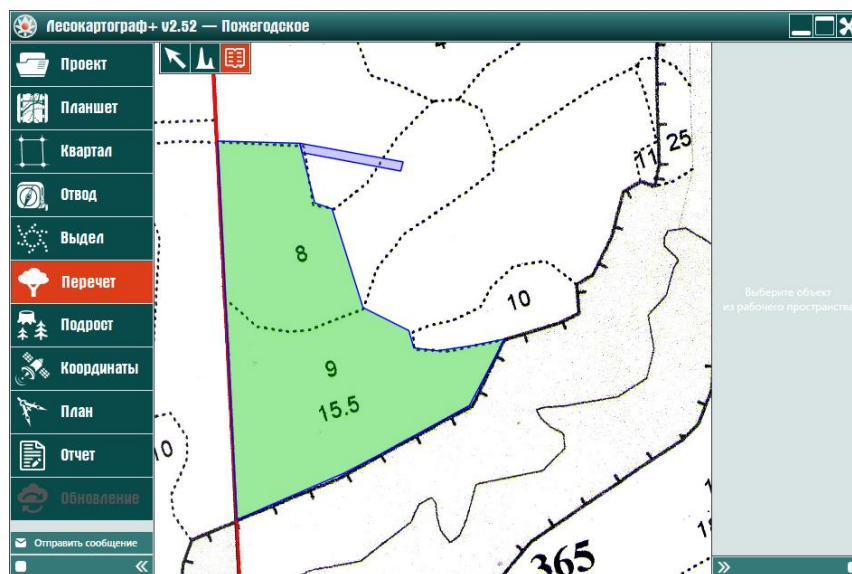 Лесокартограф+ v2.52 — Пожегодское
Проект
Планшет
Квартал
Отвод
Выдел
Перечет
Подрост
Координаты
План
Отчет
Обновление
Отправить сообщение
11
25
8
10
9
15.5
10
365
Выберите объект
из рабочего пространства